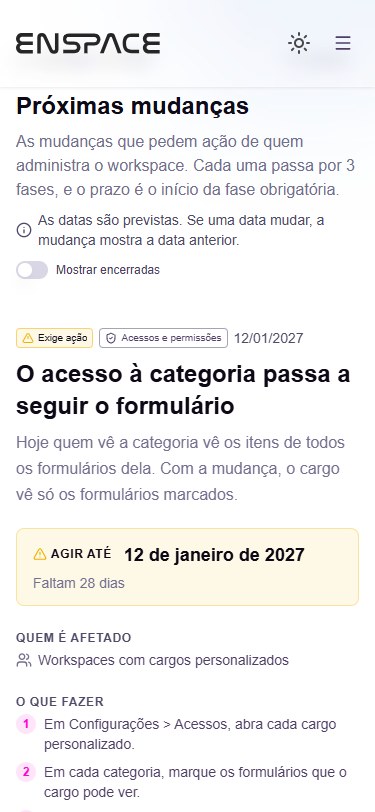 ENSPACE
Próximas mudanças
As mudanças que pedem ação de quem
administra o workspace. Cada uma passa por 3
fases, e o prazo é o início da fase obrigatória.
As datas são previstas. Se uma data mudar, a
mudança mostra a data anterior.
Mostrar encerradas
Exige ação Acessos e permissões 12/01/2027
O acesso à categoria passa a
seguir o formulário
Hoje quem vê a categoria vê os itens de todos
os formulários dela. Com a mudança, o cargo
vê só os formulários marcados.
AGIR ATÉ 12 de janeiro de 2027
Faltam 28 dias
QUEM É AFETADO
Workspaces com cargos personalizados
O QUE FAZER
1 Em Configurações > Acessos, abra cada cargo
personalizado.
2 Em cada categoria, marque os formulários que o
cargo pode ver.